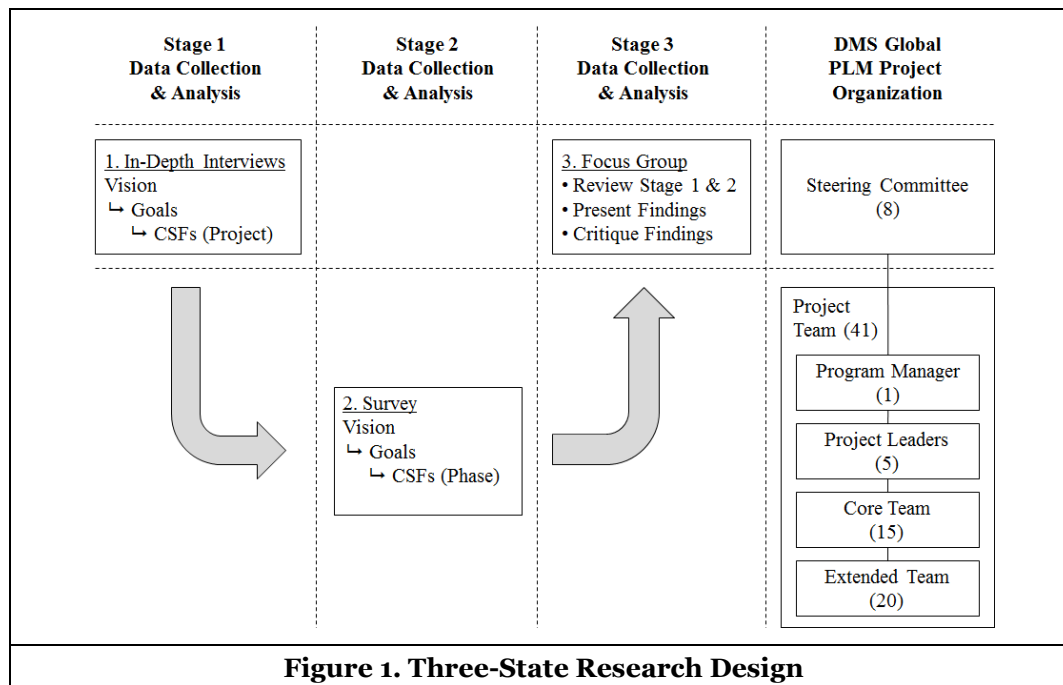 Stage 1
Data Collection
& Analysis
Stage 2
Data Collection
& Analysis
Stage 3
Data Collection
& Analysis
DMS Global
PLM Project
Organization
1. In-Depth Interviews
Vision
↳ Goals
↳ CSFs (Project)
3. Focus Group
• Review Stage 1 & 2
• Present Findings
• Critique Findings
Steering Committee
(8)
2. Survey
Vision
↳ Goals
↳ CSFs (Phase)
Project
Team (41)
Program Manager
(1)
Project Leaders
(5)
Core Team
(15)
Extended Team
(20)
Figure 1. Three-State Research Design